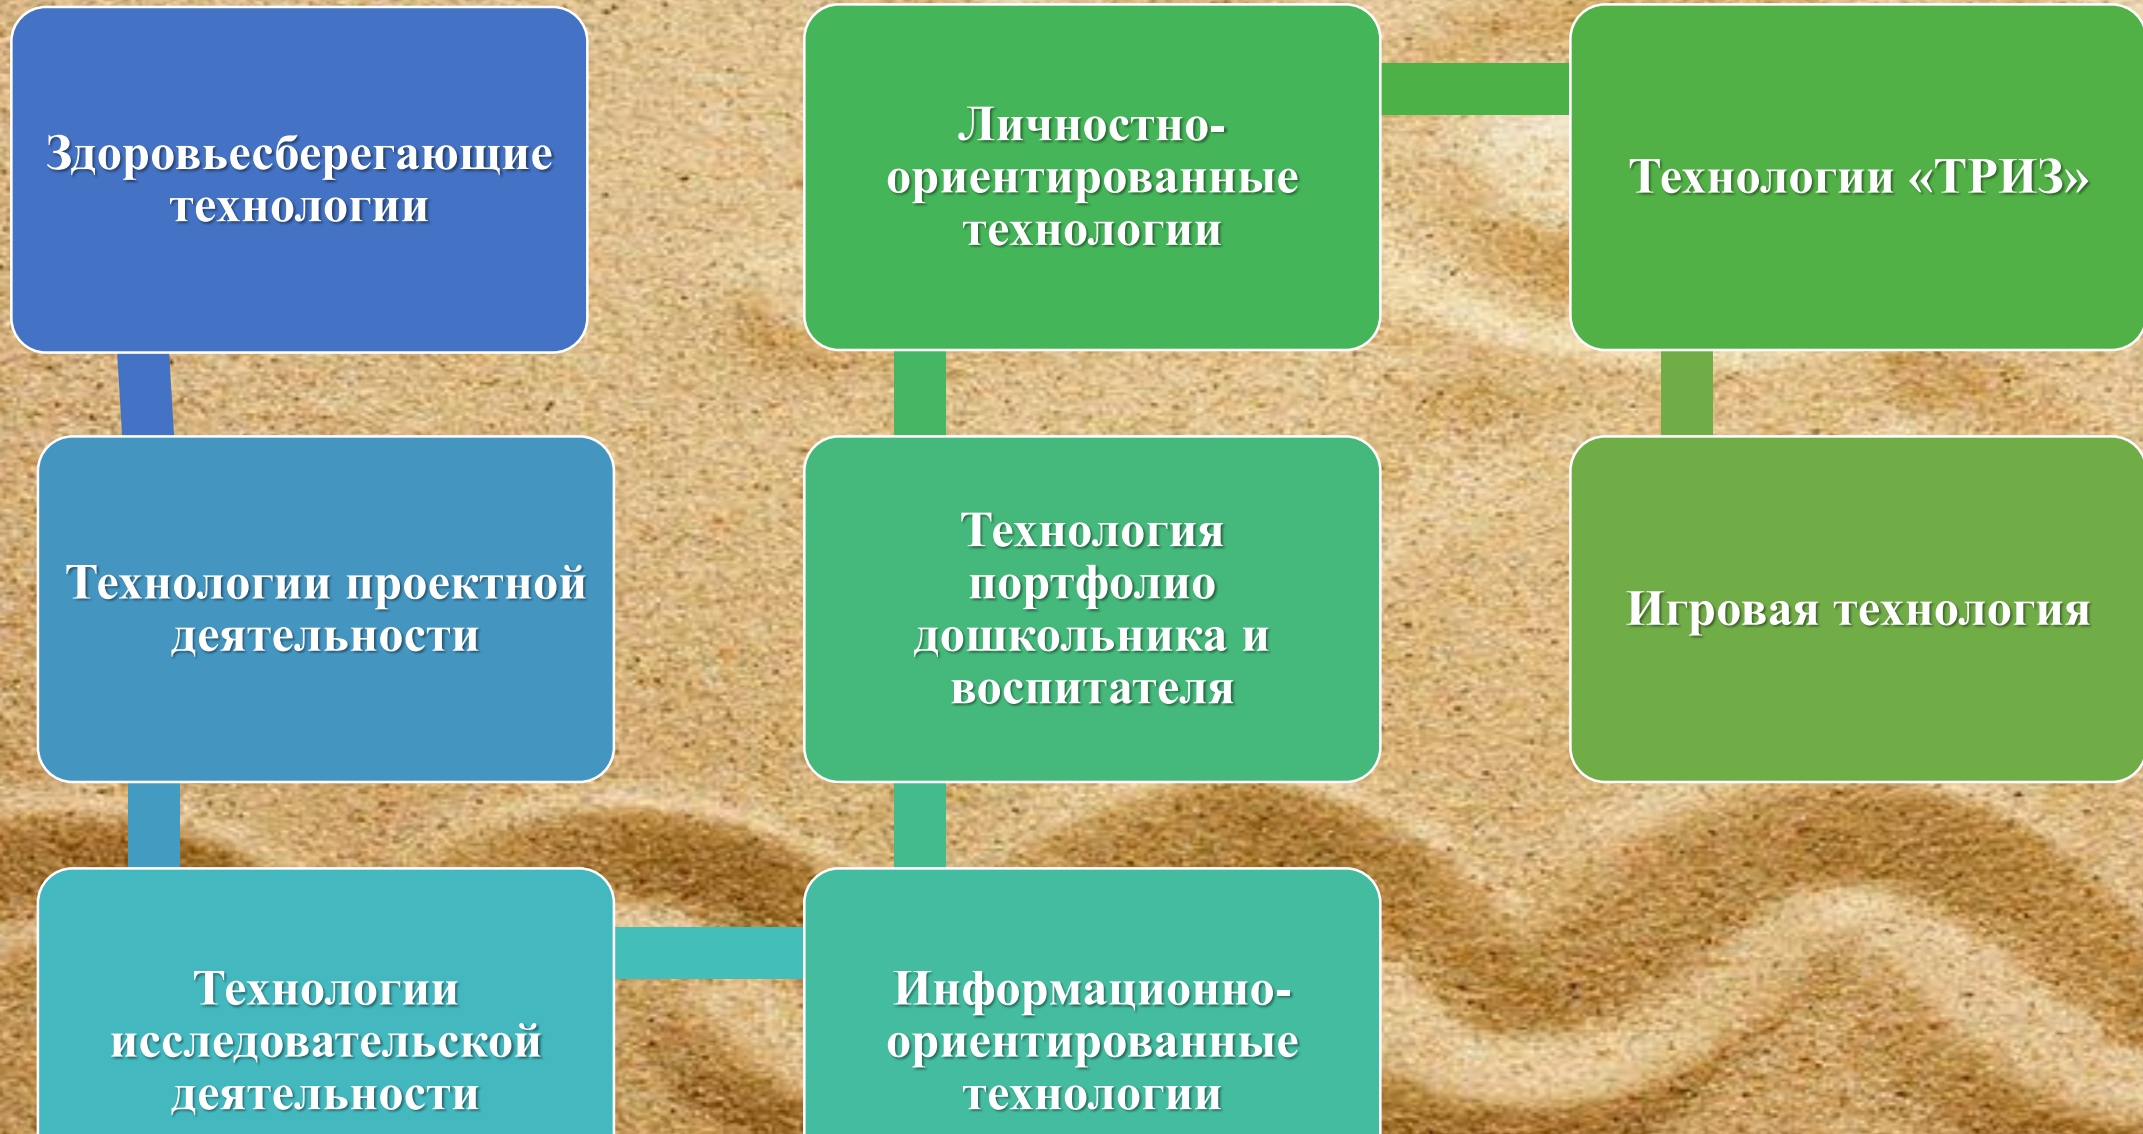 Здоровьесберегающие
технологии
Технологии проектной
деятельности
Технологии
исследовательской
деятельности
Информационно-
ориентированные
технологии
Технология
портфолио
дошкольника и
воспитателя
Личностно-
ориентированные
технологии
Технологии «ТРИЗ»
Игровая технология